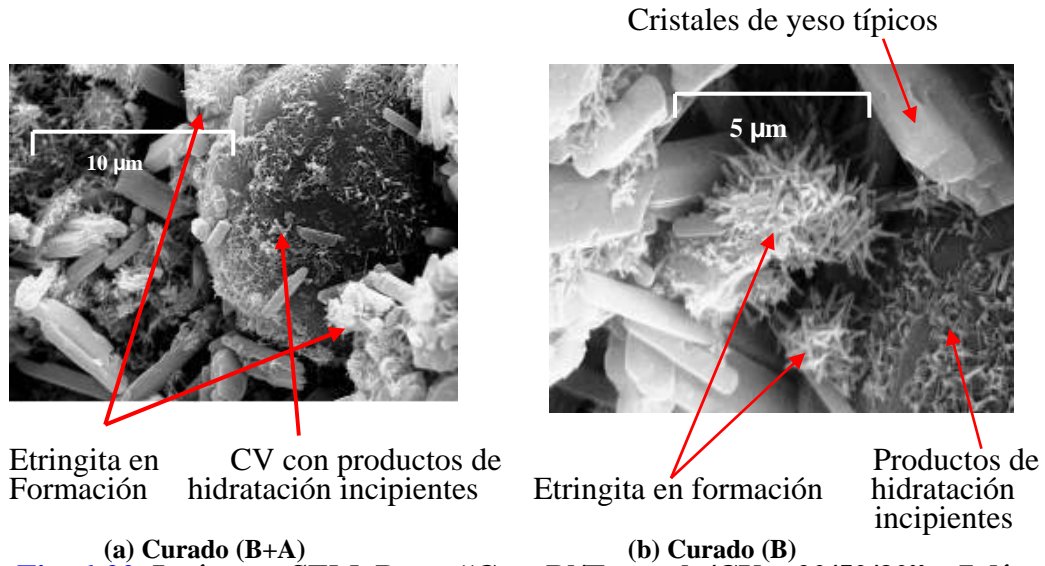 Cristales de yeso típicos
10 µm
5 µm
Etringita en
Formación
CV con productos de
hidratación incipientes
Etringita en formación
Productos de
hidratación
incipientes
(a) Curado (B+A)
(b) Curado (B)